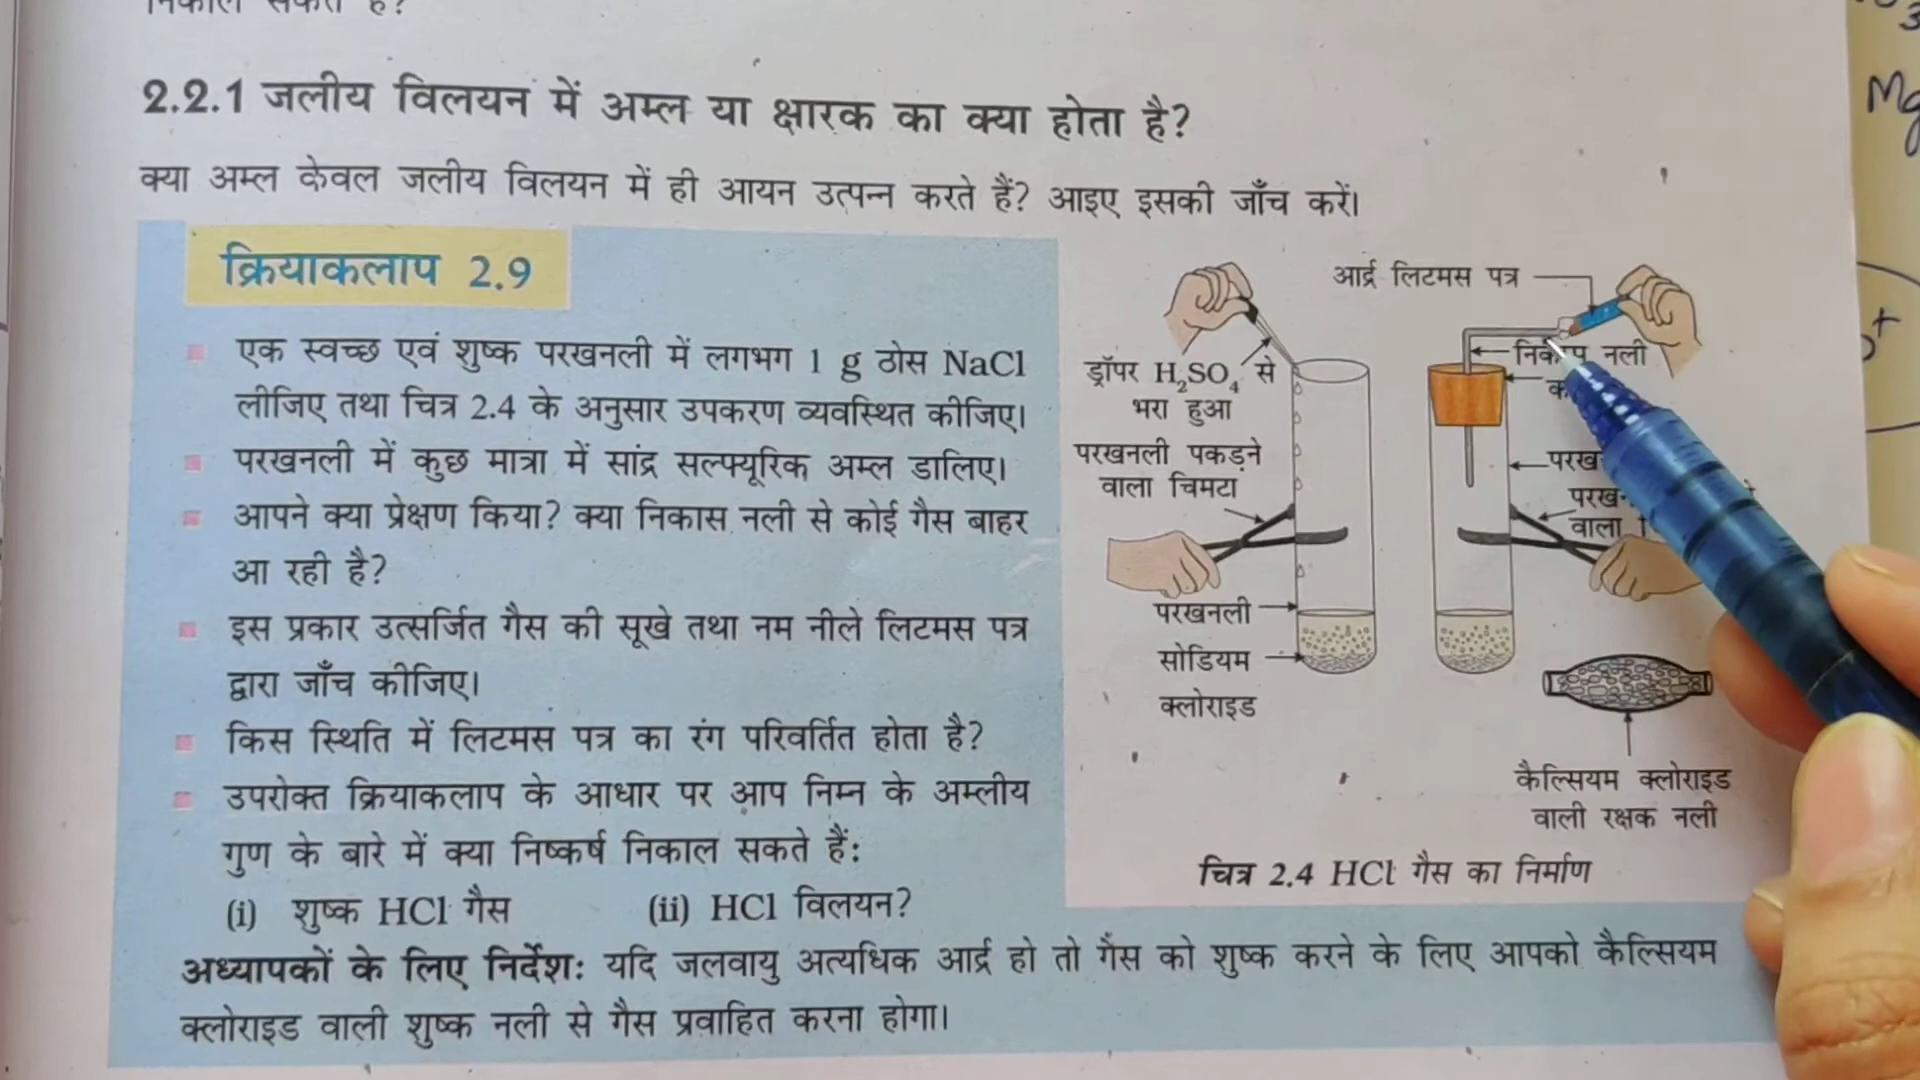 2.2.1 जलीय विलयन में अम्ल या क्षारक का क्या होता है?
क्या अम्ल केवल जलीय विलयन में ही आयन उत्पन्न करते हैं? आइए इसकी जाँच करें।
क्रियाकलाप 2.9
एक स्वच्छ एवं शुष्क परखनली में लगभग 1 g ठोस NaCl
लीजिए तथा चित्र 2.4 के अनुसार उपकरण व्यवस्थित कीजिए।
परखनली में कुछ मात्रा में सांद्र सल्फ्यूरिक अम्ल डालिए।
आपने क्या प्रेक्षण किया? क्या निकास नली से कोई गैस बाहर
आ रही है?
इस प्रकार उत्सर्जित गैस की सूखे तथा नम नीले लिटमस पत्र
द्वारा जाँच कीजिए।
किस स्थिति में लिटमस पत्र का रंग परिवर्तित होता है?
उपरोक्त क्रियाकलाप के आधार पर आप निम्न के अम्लीय
गुण के बारे में क्या निष्कर्ष निकाल सकते हैं:
(i) शुष्क HCl गैस (ii) HCl विलयन?
आर्द्र लिटमस पत्र
ड्रॉपर H₂SO₄ से
भरा हुआ
परखनली पकड़ने
वाला चिमटा
परखनली
सोडियम
क्लोराइड
नली
वाला
कैल्सियम क्लोराइड
वाली रक्षक नली
चित्र 2.4 HCl गैस का निर्माण
अध्यापकों के लिए निर्देश: यदि जलवायु अत्यधिक आर्द्र हो तो गैस को शुष्क करने के लिए आपको कैल्सियम
क्लोराइड वाली शुष्क नली से गैस प्रवाहित करना होगा।